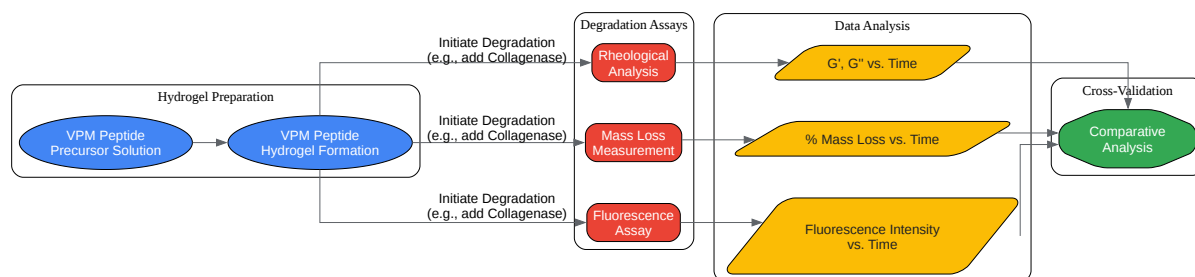 Hydrogel Preparation
VPM Peptide
Precursor Solution
VPM Peptide
Hydrogel Formation
Initiate Degradation
(e.g., add Collagenase)
Initiate Degradation
(e.g., add Collagenase)
Initiate Degradation
(e.g., add Collagenase)
Degradation Assays
Rheological
Analysis
Mass Loss
Measurement
Fluorescence
Assay
Data Analysis
G', G'' vs. Time
% Mass Loss vs. Time
Fluorescence Intensity
vs. Time
Cross-Validation
Comparative
Analysis